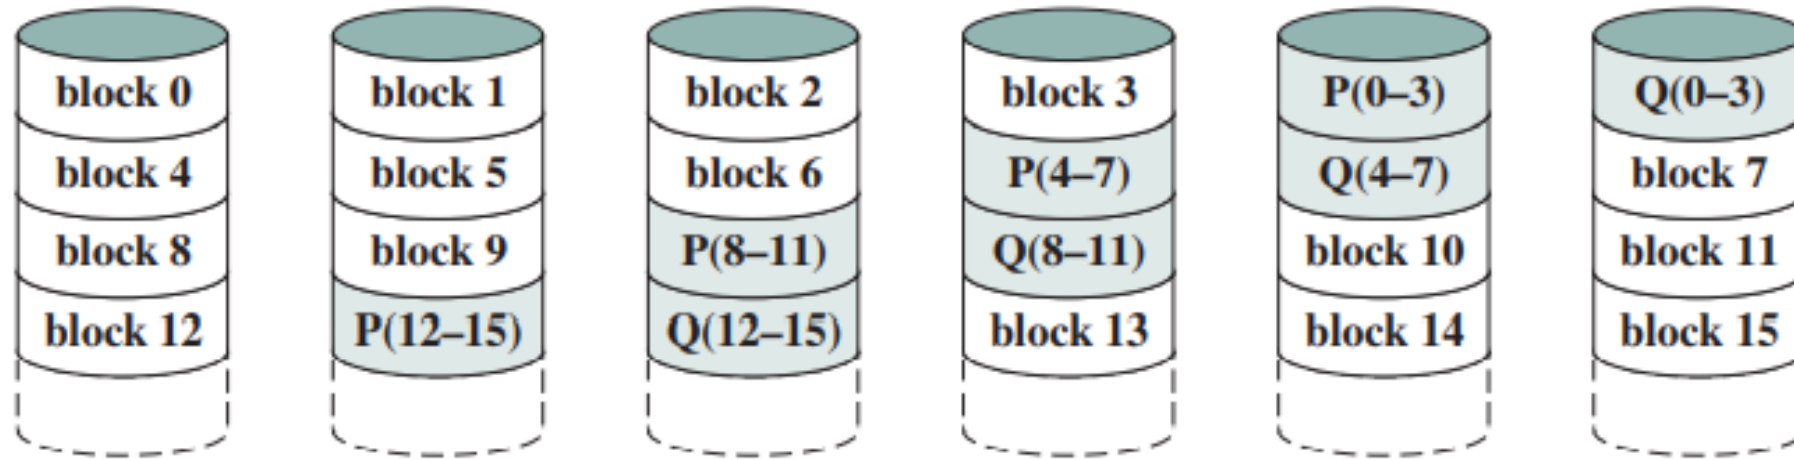 block 0 block 1 block 2 block 3 P(0–3) Q(0–3)
block 4 block 5 block 6 P(4–7) Q(4–7) block 7
block 8 block 9 P(8–11) Q(8–11) block 10 block 11
block 12 P(12–15) Q(12–15) block 13 block 14 block 15